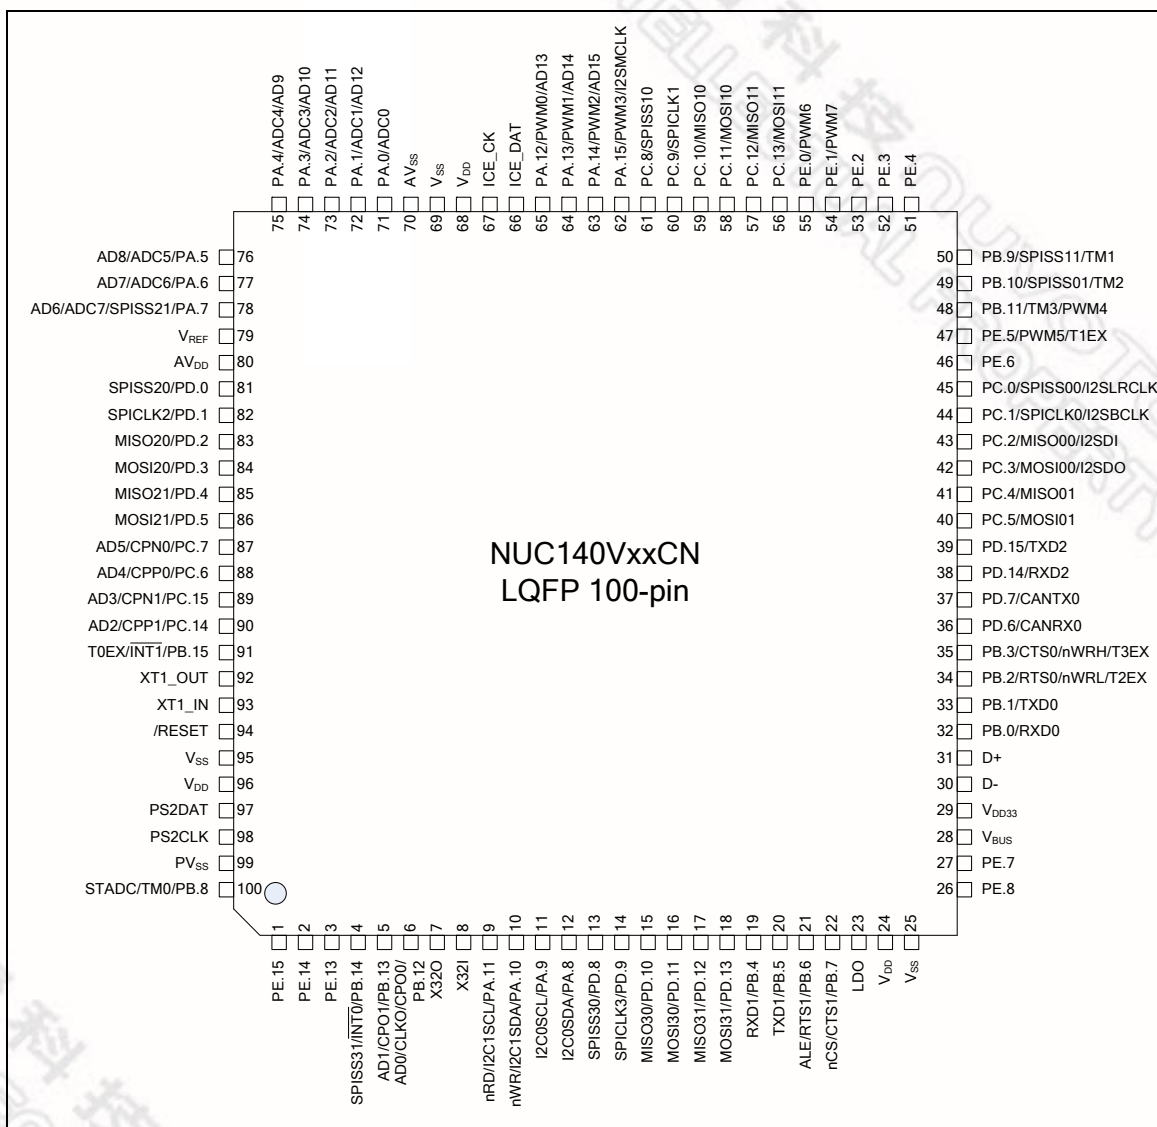 PA.4/ADC4/AD9
PA.3/ADC3/AD10
PA.2/ADC2/AD11
PA.1/ADC1/AD12
PA.0/ADC0
AVSS
VSS
VDD
ICE_CK
ICE_DAT
PA.12/PWM0/AD13
PA.13/PWM1/AD14
PA.14/PWM2/AD15
PA.15/PWM3/I2SMCLK
PC.8/SPISS10
PC.9/SPICLK1
PC.10/MISO10
PC.11/MOSI10
PC.12/MISO11
PC.13/MOSI11
PE.0/PWM6
PE.1/PWM7
PE.2
PE.3
PE.4
75 74 73 72 71 70 69 68 67 66 65 64 63 62 61 60 59 58 57 56 55 54 53 52 51
AD8/ADC5/PA.5 76
AD7/ADC6/PA.6 77
AD6/ADC7/SPISS21/PA.7 78
VREF 79
AVDD 80
SPISS20/PD.0 81
SPICLK2/PD.1 82
MISO20/PD.2 83
MOSI20/PD.3 84
MISO21/PD.4 85
MOSI21/PD.5 86
AD5/CPN0/PC.7 87
AD4/CPP0/PC.6 88
AD3/CPN1/PC.15 89
AD2/CPP1/PC.14 90
T0EX/INT1/PB.15 91
XT1_OUT 92
XT1_IN 93
/RESET 94
VSS 95
VDD 96
PS2DAT 97
PS2CLK 98
PVSS 99
STADC/TM0/PB.8 100
NUC140VxxCN
LQFP 100-pin
50 PB.9/SPISS11/TM1
49 PB.10/SPISS01/TM2
48 PB.11/TM3/PWM4
47 PE.5/PWM5/T1EX
46 PE.6
45 PC.0/SPISS00/I2SLRCLK
44 PC.1/SPICLK0/I2SBCLK
43 PC.2/MISO00/I2SDI
42 PC.3/MOSI00/I2SDO
41 PC.4/MISO01
40 PC.5/MOSI01
39 PD.15/TXD2
38 PD.14/RXD2
37 PD.7/CANTX0
36 PD.6/CANRX0
35 PB.3/CTS0/nWRH/T3EX
34 PB.2/RTS0/nWRL/T2EX
33 PB.1/TXD0
32 PB.0/RXD0
31 D+
30 D-
29 VDD33
28 VBUS
27 PE.7
26 PE.8
1 2 3 4 5 6 7 8 9 10 11 12 13 14 15 16 17 18 19 20 21 22 23 24 25
PE.15
PE.14
PE.13
SPISS31/INT0/PB.14
AD1/CPO1/PB.13
AD0/CLKO/CPO0/
PB.12
X32O
X32I
nRD/I2C1SCL/PA.11
nWR/I2C1SDA/PA.10
I2C0SCL/PA.9
I2C0SDA/PA.8
SPISS30/PD.8
SPICLK3/PD.9
MISO30/PD.10
MOSI30/PD.11
MISO31/PD.12
MOSI31/PD.13
RXD1/PB.4
TXD1/PB.5
ALE/RTS1/PB.6
nCS/CTS1/PB.7
LDO
VDD
VSS